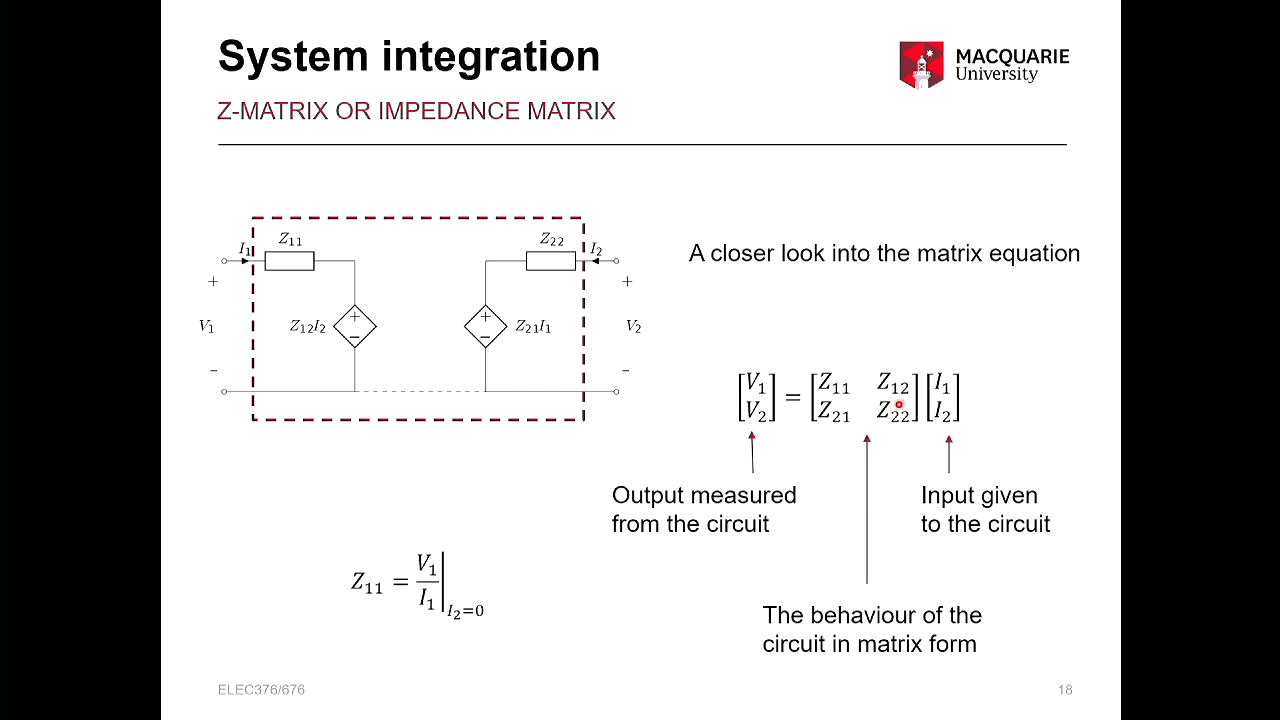 System integration
MACQUARIE
University
Z-MATRIX OR IMPEDANCE MATRIX
I₁ Z₁₁ Z₂₂ I₂
+ +
V₁ Z₁₂I₂ + − + − Z₂₁I₁ V₂
− −
A closer look into the matrix equation
[V₁ V₂] = [Z₁₁ Z₁₂ Z₂₁ Z₂₂] [I₁ I₂]
Output measured
from the circuit
Input given
to the circuit
Z₁₁ = V₁/I₁ |I₂=0
The behaviour of the
circuit in matrix form
ELEC376/676
18